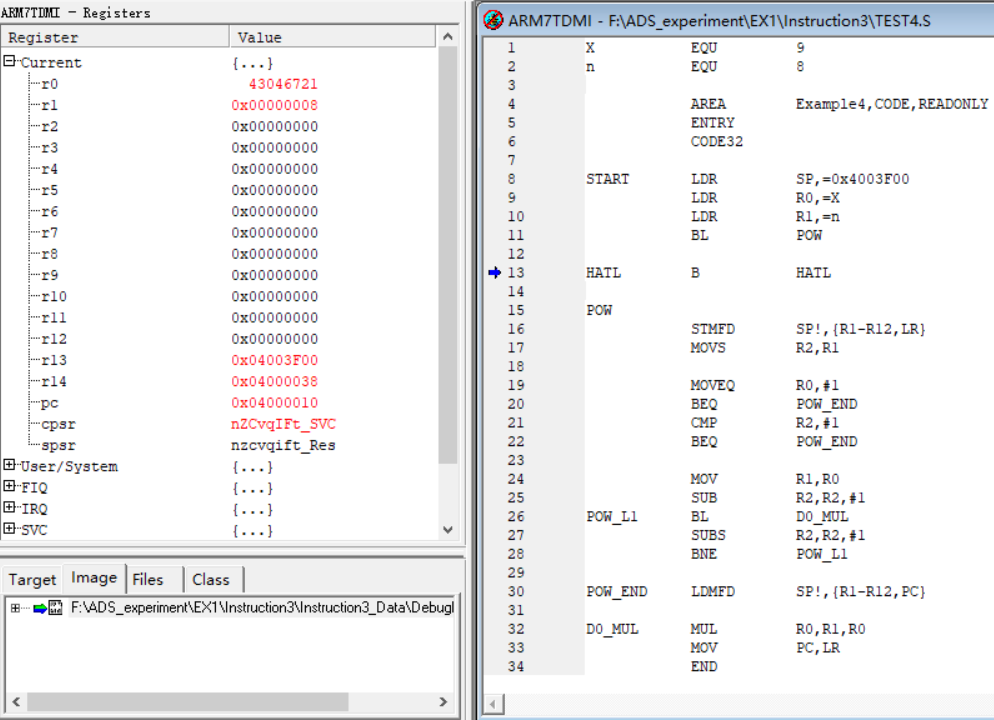 ARM7TDMI - Registers
Register Value
Current {...}
r0 43046721
r1 0x00000008
r2 0x00000000
r3 0x00000000
r4 0x00000000
r5 0x00000000
r6 0x00000000
r7 0x00000000
r8 0x00000000
r9 0x00000000
r10 0x00000000
r11 0x00000000
r12 0x00000000
r13 0x04003F00
r14 0x04000038
pc 0x04000010
cpsr nZCvqIFt_SVC
spsr nzcvqift_Res
User/System {...}
FIQ {...}
IRQ {...}
SVC {...}
Target Image Files Class
F:\ADS_experiment\EX1\Instruction3\Instruction3_Data\Debug\
ARM7TDMI - F:\ADS_experiment\EX1\Instruction3\TEST4.S
1 X EQU 9
2 n EQU 8
3
4 AREA Example4,CODE,READONLY
5 ENTRY
6 CODE32
7
8 START LDR SP,=0x4003F00
9 LDR R0,=X
10 LDR R1,=n
11 BL POW
12
13 HATL B HATL
14
15 POW
16 STMFD SP!,{R1-R12,LR}
17 MOVS R2,R1
18
19 MOVEQ R0,#1
20 BEQ POW_END
21 CMP R2,#1
22 BEQ POW_END
23
24 MOV R1,R0
25 SUB R2,R2,#1
26 POW_L1 BL DO_MUL
27 SUBS R2,R2,#1
28 BNE POW_L1
29
30 POW_END LDMFD SP!,{R1-R12,PC}
31
32 DO_MUL MUL R0,R1,R0
33 MOV PC,LR
34 END